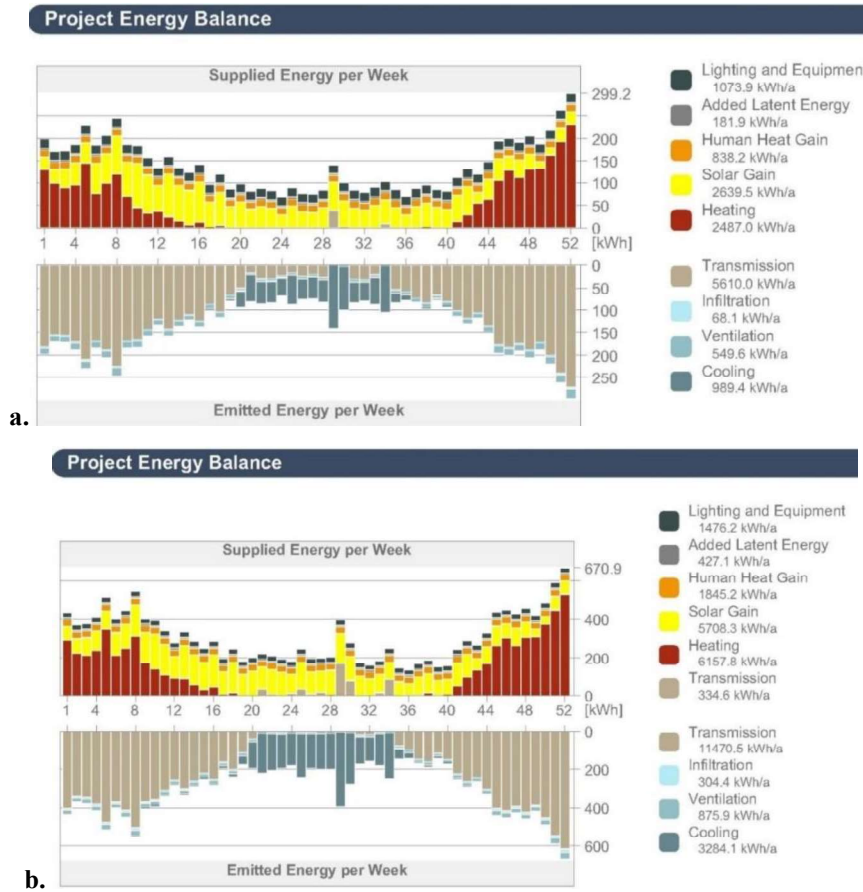 Project Energy Balance
Supplied Energy per Week
299.2
200
150
100
50
0
1 4 8 12 16 20 24 28 32 36 40 44 48 52 [kWh]
0
50
100
150
200
250
Emitted Energy per Week
Lighting and Equipment
1073.9 kWh/a
Added Latent Energy
181.9 kWh/a
Human Heat Gain
838.2 kWh/a
Solar Gain
2639.5 kWh/a
Heating
2487.0 kWh/a
Transmission
5610.0 kWh/a
Infiltration
68.1 kWh/a
Ventilation
549.6 kWh/a
Cooling
989.4 kWh/a
a.
Project Energy Balance
Supplied Energy per Week
670.9
400
200
0
1 4 8 12 16 20 24 28 32 36 40 44 48 52 [kWh]
0
200
400
600
Emitted Energy per Week
Lighting and Equipment
1476.2 kWh/a
Added Latent Energy
427.1 kWh/a
Human Heat Gain
1845.2 kWh/a
Solar Gain
5708.3 kWh/a
Heating
6157.8 kWh/a
Transmission
334.6 kWh/a
Transmission
11470.5 kWh/a
Infiltration
304.4 kWh/a
Ventilation
875.9 kWh/a
Cooling
3284.1 kWh/a
b.